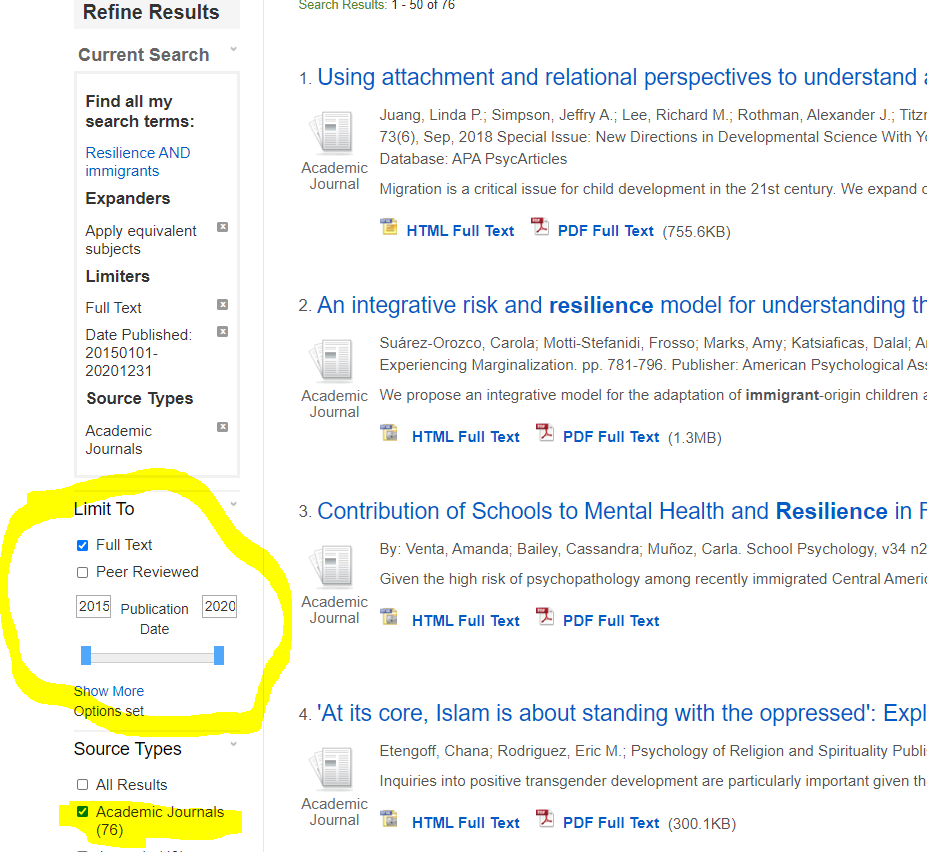 Refine Results
Current Search
Find all my
search terms:
Resilience AND
immigrants
Expanders
Apply equivalent
subjects
Limiters
Full Text
Date Published:
20150101-
20201231
Source Types
Academic
Journals
Limit To
Full Text
Peer Reviewed
2015 Publication 2020
Date
Show More
Options set
Source Types
All Results
Academic Journals
(76)
Search Results: 1 - 50 of 76
1. Using attachment and relational perspectives to understand
Juang, Linda P.; Simpson, Jeffry A.; Lee, Richard M.; Rothman, Alexander J.;
73(6), Sep, 2018 Special Issue: New Directions in Developmental Science With
Database: APA PsycArticles
Academic
Journal
Migration is a critical issue for child development in the 21st century. We expand
HTML Full Text PDF Full Text (755.6KB)
2. An integrative risk and resilience model for understanding
Suárez-Orozco, Carola; Motti-Stefanidi, Frosso; Marks, Amy; Katsiaficas, Dalal;
Experiencing Marginalization. pp. 781-796. Publisher: American Psychological
Academic
Journal
We propose an integrative model for the adaptation of immigrant-origin children
HTML Full Text PDF Full Text (1.3MB)
3. Contribution of Schools to Mental Health and Resilience in
By: Venta, Amanda; Bailey, Cassandra; Muñoz, Carla. School Psychology, v34
Given the high risk of psychopathology among recently immigrated Central
Academic
Journal
HTML Full Text PDF Full Text
4. 'At its core, Islam is about standing with the oppressed':
Etengoff, Chana; Rodriguez, Eric M.; Psychology of Religion and Spirituality
Inquiries into positive transgender development are particularly important given
Academic
Journal
HTML Full Text PDF Full Text (300.1KB)